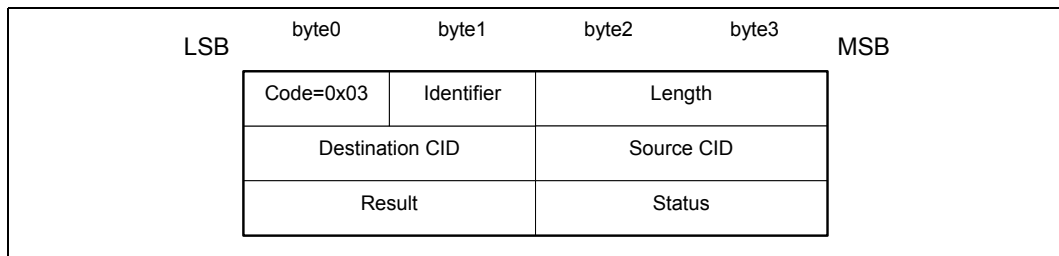 LSB byte0 byte1 byte2 byte3 MSB
Code=0x03 Identifier Length
Destination CID Source CID
Result Status